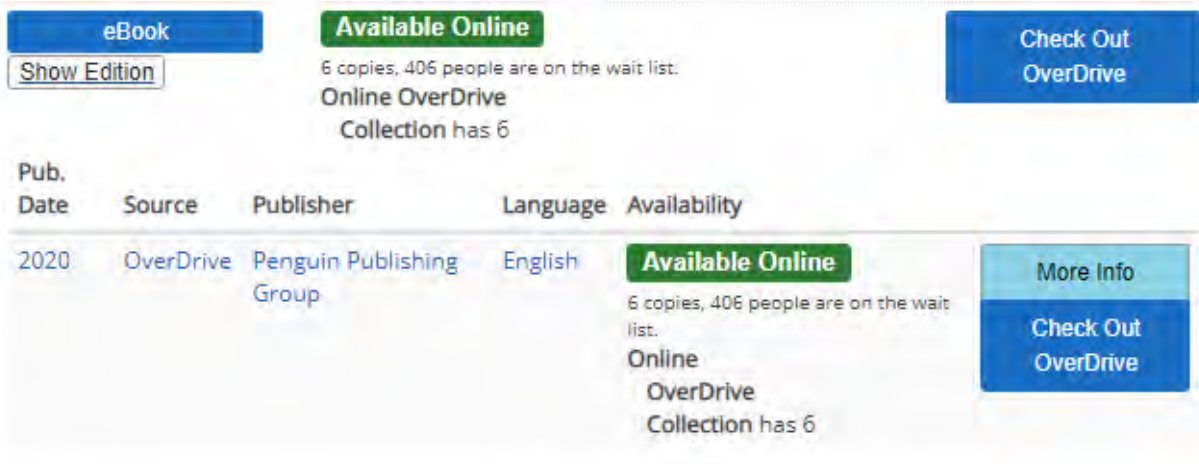 eBook
Available Online
Check Out
OverDrive
Show Edition
6 copies, 406 people are on the wait list.
Online OverDrive
Collection has 6
Pub.
Date
Source
Publisher
Language
Availability
2020
OverDrive
Penguin Publishing
Group
English
Available Online
6 copies, 406 people are on the wait
list.
Online
OverDrive
Collection has 6
More Info
Check Out
OverDrive